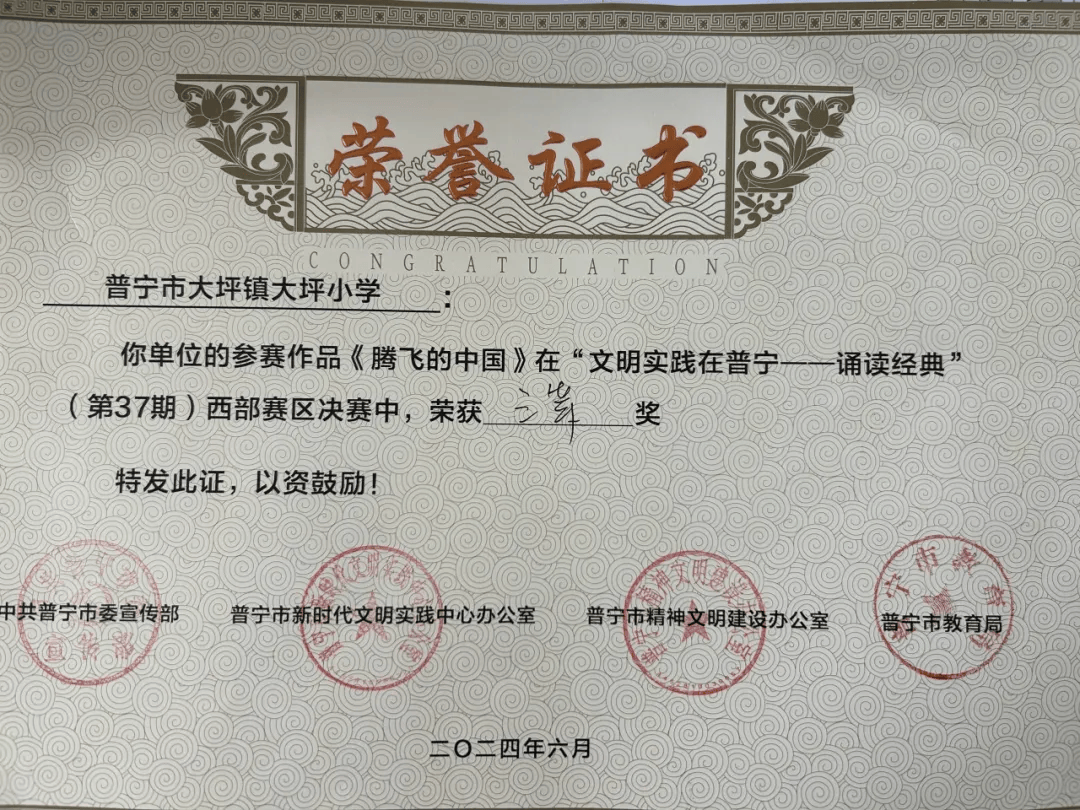 荣誉证书
CONGRATULATION
普宁市大坪镇大坪小学：
你单位的参赛作品《腾飞的中国》在“文明实践在普宁——诵读经典”
（第37期）西部赛区决赛中，荣获 三等 奖
特发此证，以资鼓励！
中共普宁市委宣传部 普宁市新时代文明实践中心办公室 普宁市精神文明建设办公室 普宁市教育局
二〇二四年六月